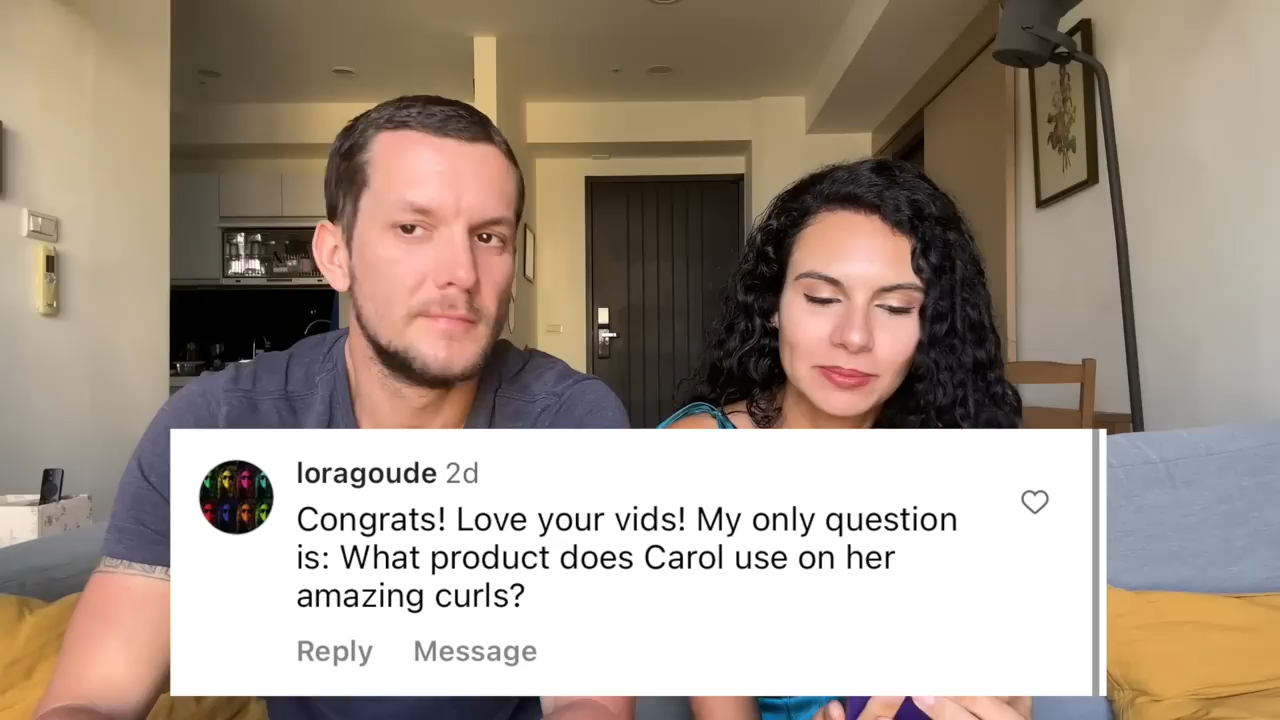 loragoude 2d
Congrats! Love your vids! My only question
is: What product does Carol use on her
amazing curls?
Reply Message